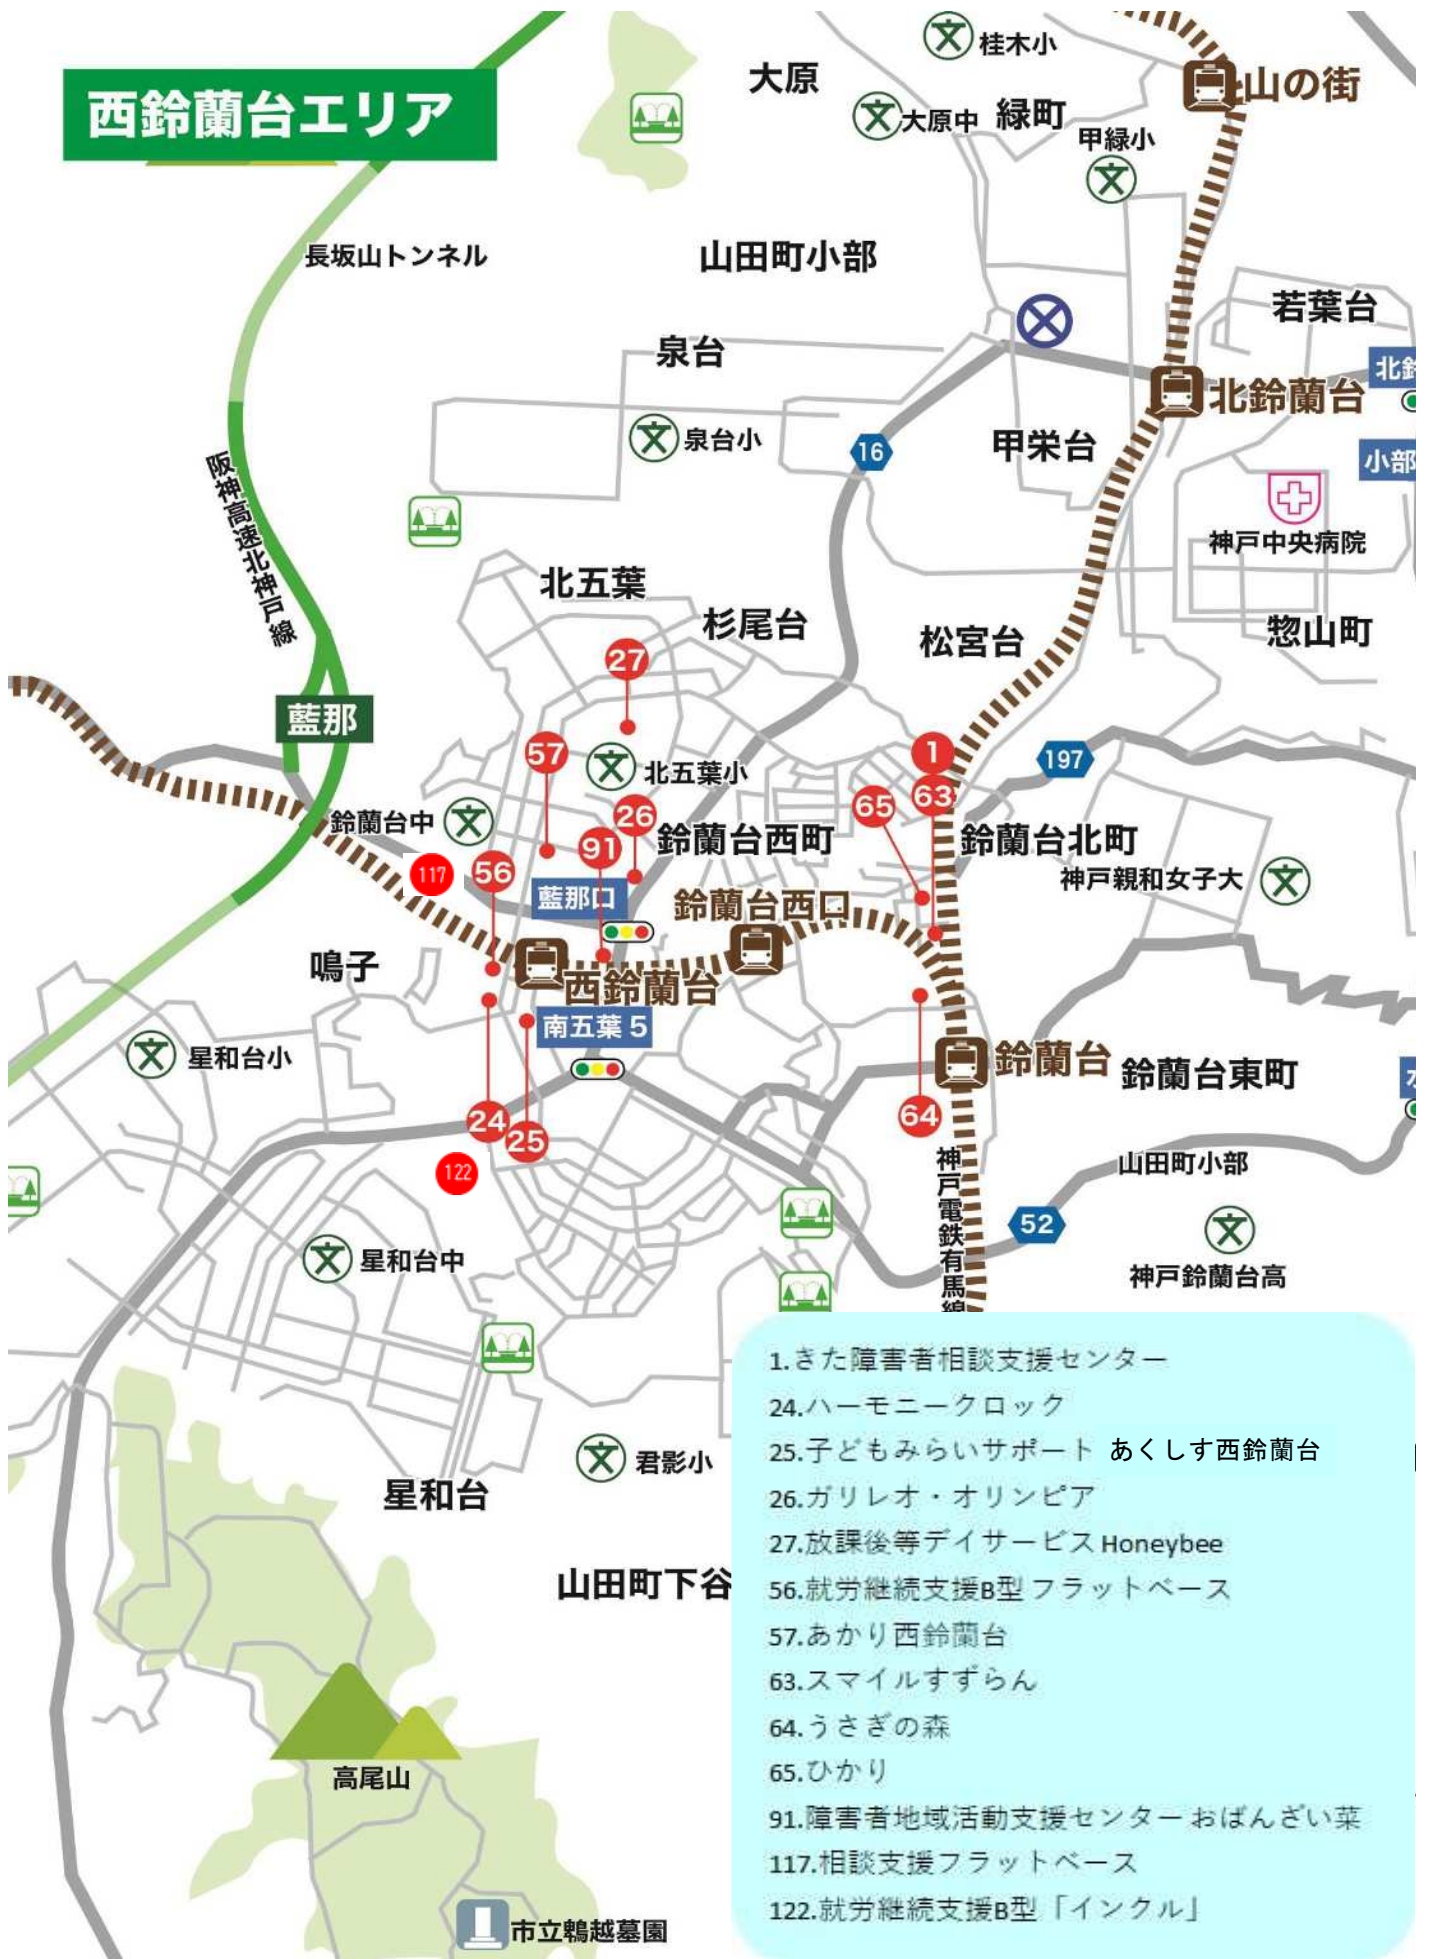 西鈴蘭台エリア
大原
桂木小
山の街
大原中
緑町
甲緑小
長坂山トンネル
山田町小部
若葉台
泉台
北鈴蘭台
泉台小
16
甲栄台
小部
阪神高速北神戸線
神戸中央病院
北五葉
杉尾台
松宮台
惣山町
27
藍那
57
北五葉小
1
197
65
63
鈴蘭台中
26
91
鈴蘭台西町
鈴蘭台北町
117
56
神戸親和女子大
藍那口
鈴蘭台西口
鳴子
西鈴蘭台
南五葉 5
星和台小
鈴蘭台
鈴蘭台東町
24
25
64
122
神戸電鉄有馬線
山田町小部
52
星和台中
神戸鈴蘭台高
君影小
星和台
山田町下谷
高尾山
市立鵯越墓園
1.きた障害者相談支援センター
24.ハーモニークロック
25.子どもみらいサポート あくしす西鈴蘭台
26.ガリレオ・オリンピア
27.放課後等デイサービス Honeybee
56.就労継続支援B型 フラットベース
57.あかり西鈴蘭台
63.スマイルすずらん
64.うさぎの森
65.ひかり
91.障害者地域活動支援センター おばんざい菜
117.相談支援フラットベース
122.就労継続支援B型「インクル」